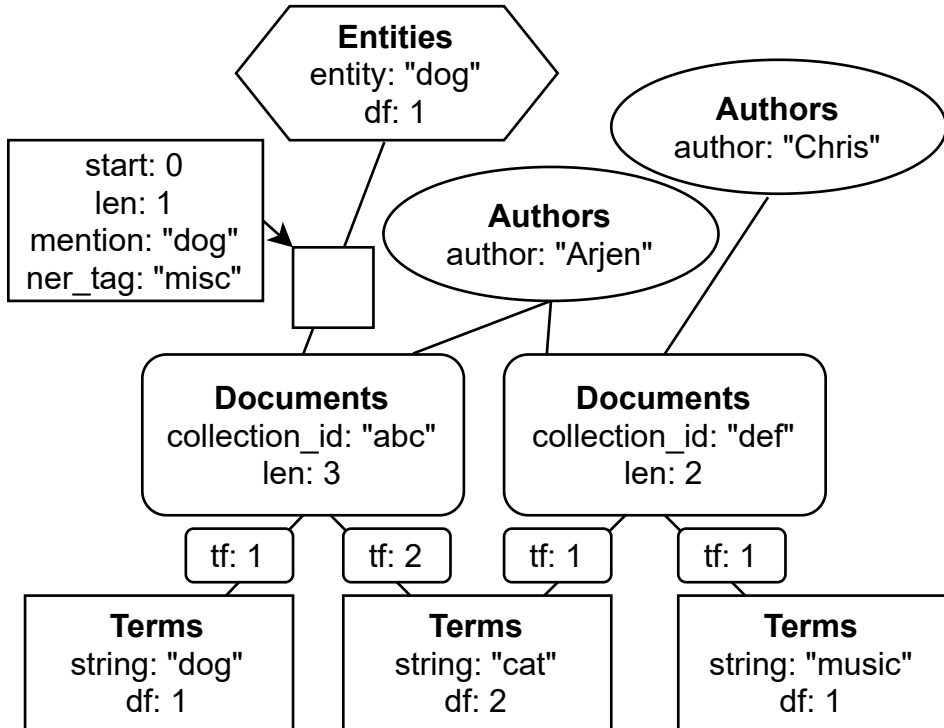 Entities
entity: "dog"
df: 1
Authors
author: "Chris"
start: 0
len: 1
mention: "dog"
ner_tag: "misc"
Authors
author: "Arjen"
Documents
collection_id: "abc"
len: 3
Documents
collection_id: "def"
len: 2
tf: 1
tf: 2
tf: 1
tf: 1
Terms
string: "dog"
df: 1
Terms
string: "cat"
df: 2
Terms
string: "music"
df: 1